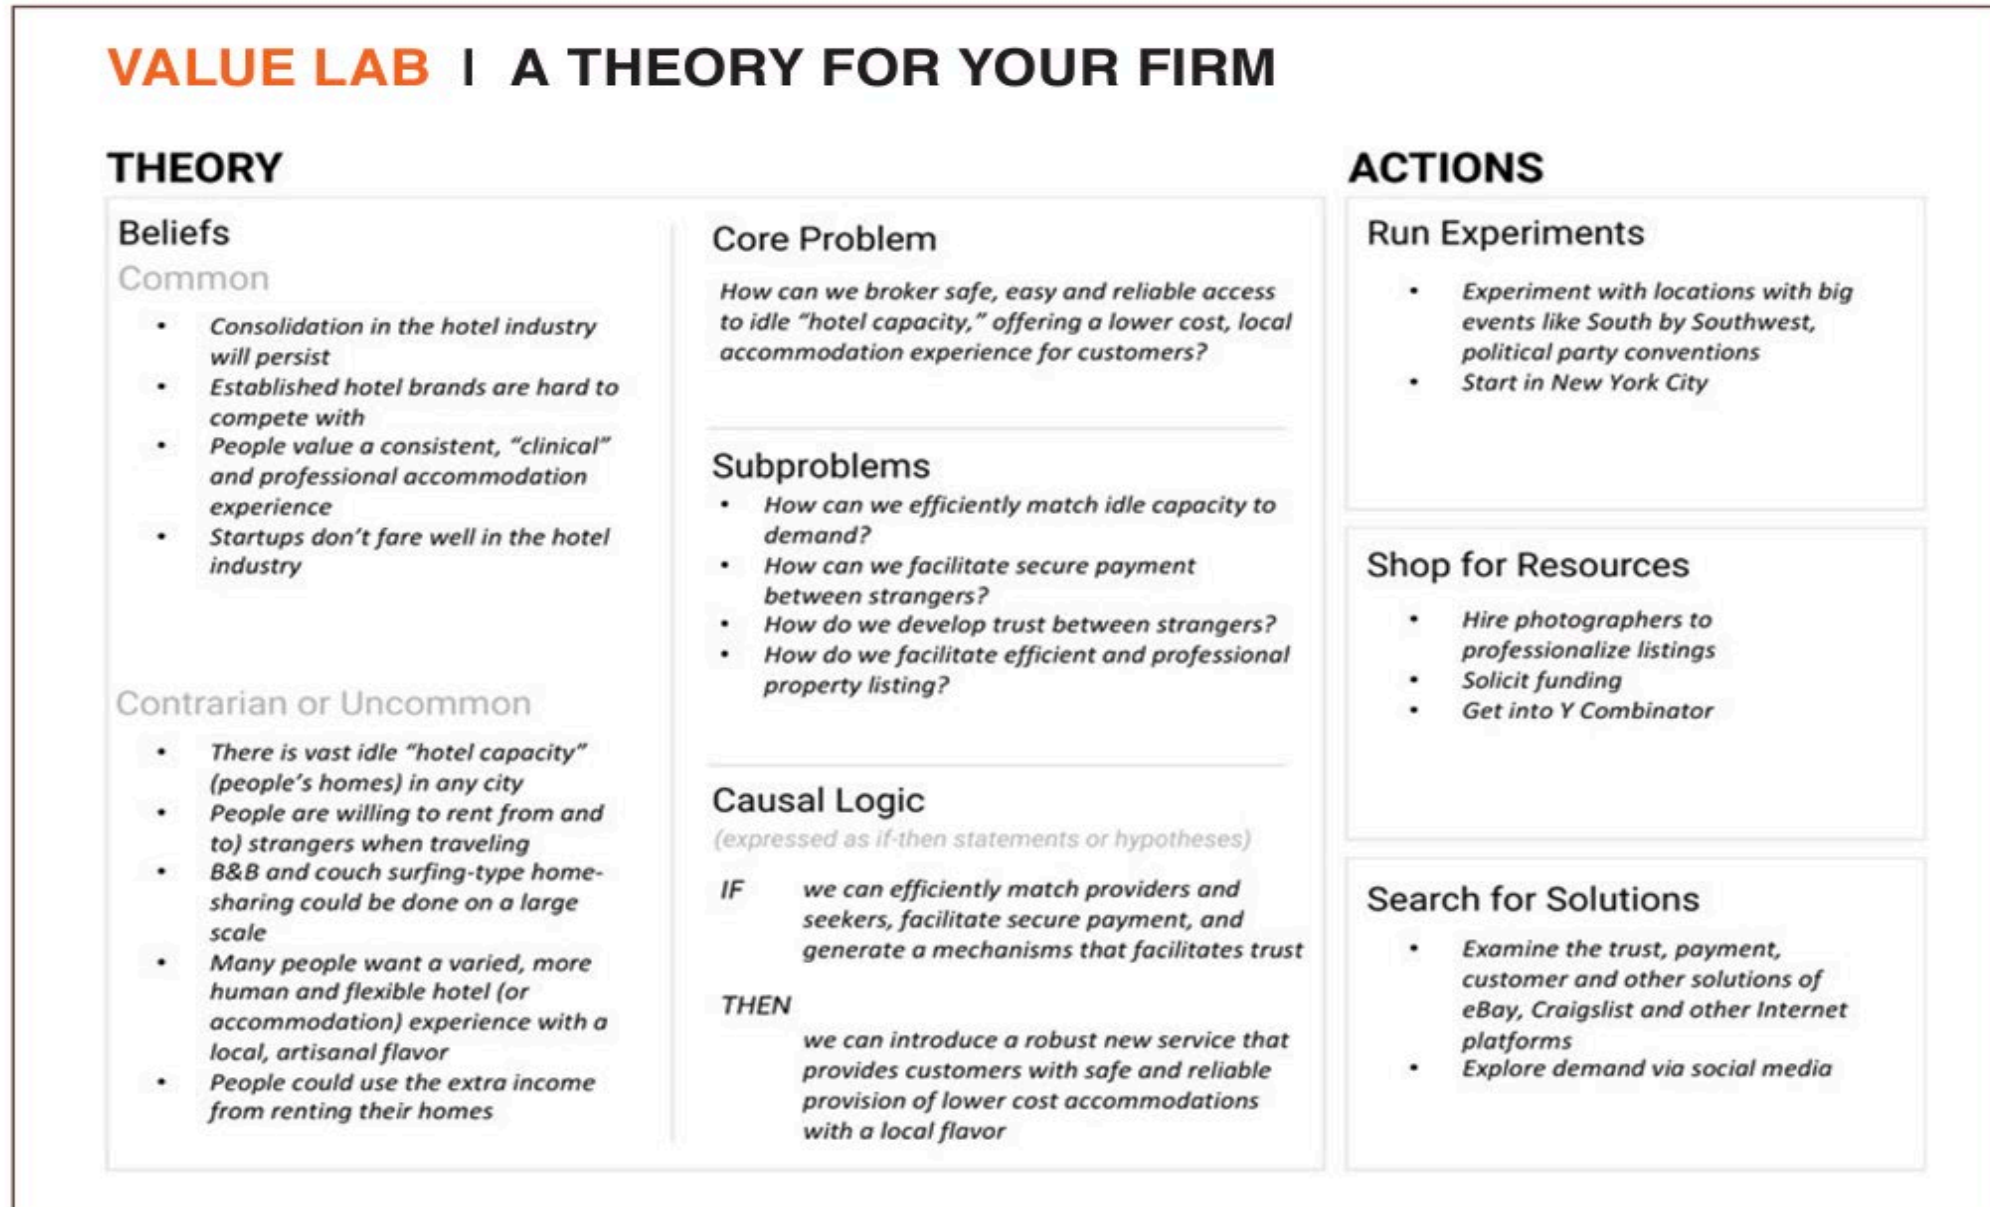 VALUE LAB | A THEORY FOR YOUR FIRM
THEORY
Beliefs
Common
• Consolidation in the hotel industry
will persist
• Established hotel brands are hard to
compete with
• People value a consistent, “clinical”
and professional accommodation
experience
• Startups don’t fare well in the hotel
industry
Contrarian or Uncommon
• There is vast idle “hotel capacity”
(people’s homes) in any city
• People are willing to rent from and
to) strangers when traveling
• B&B and couch surfing-type home-
sharing could be done on a large
scale
• Many people want a varied, more
human and flexible hotel (or
accommodation) experience with a
local, artisanal flavor
• People could use the extra income
from renting their homes
Core Problem
How can we broker safe, easy and reliable access
to idle “hotel capacity,” offering a lower cost, local
accommodation experience for customers?
Subproblems
• How can we efficiently match idle capacity to
demand?
• How can we facilitate secure payment
between strangers?
• How do we develop trust between strangers?
• How do we facilitate efficient and professional
property listing?
Causal Logic
(expressed as if-then statements or hypotheses)
IF we can efficiently match providers and
seekers, facilitate secure payment, and
generate a mechanisms that facilitates trust
THEN
we can introduce a robust new service that
provides customers with safe and reliable
provision of lower cost accommodations
with a local flavor
ACTIONS
Run Experiments
• Experiment with locations with big
events like South by Southwest,
political party conventions
• Start in New York City
Shop for Resources
• Hire photographers to
professionalize listings
• Solicit funding
• Get into Y Combinator
Search for Solutions
• Examine the trust, payment,
customer and other solutions of
eBay, Craigslist and other Internet
platforms
• Explore demand via social media